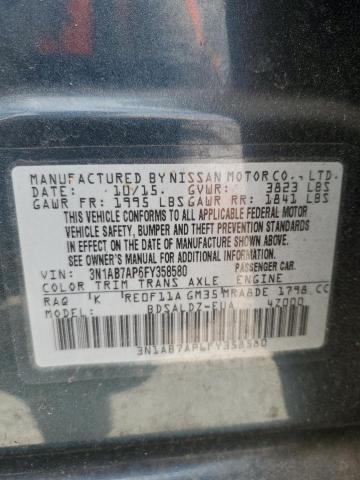 MANUFACTURED BY NISSAN MOTOR CO., LTD.
DATE: 10/15. GVWR: 3823 LBS
GAWR FR: 1995 LBS GAWR RR: 1841 LBS
THIS VEHICLE CONFORMS TO ALL APPLICABLE FEDERAL MOTOR
VEHICLE SAFETY, BUMPER AND THEFT PREVENTION
STANDARDS IN EFFECT ON THE DATE OF
MANUFACTURE SHOWN ABOVE.
SEE OWNER'S MANUAL FOR ADDITIONAL INFORMATION.
VIN: 3N1AB7AP6FY358580 PASSENGER CAR.
COLOR TRIM TRANS AXLE ENGINE
RAQ K RE0F11A GM35 MRA8DE 1798 CC
MODEL: BDSALDZ-EUA 4Z000
3N1AB7AP6FY358580